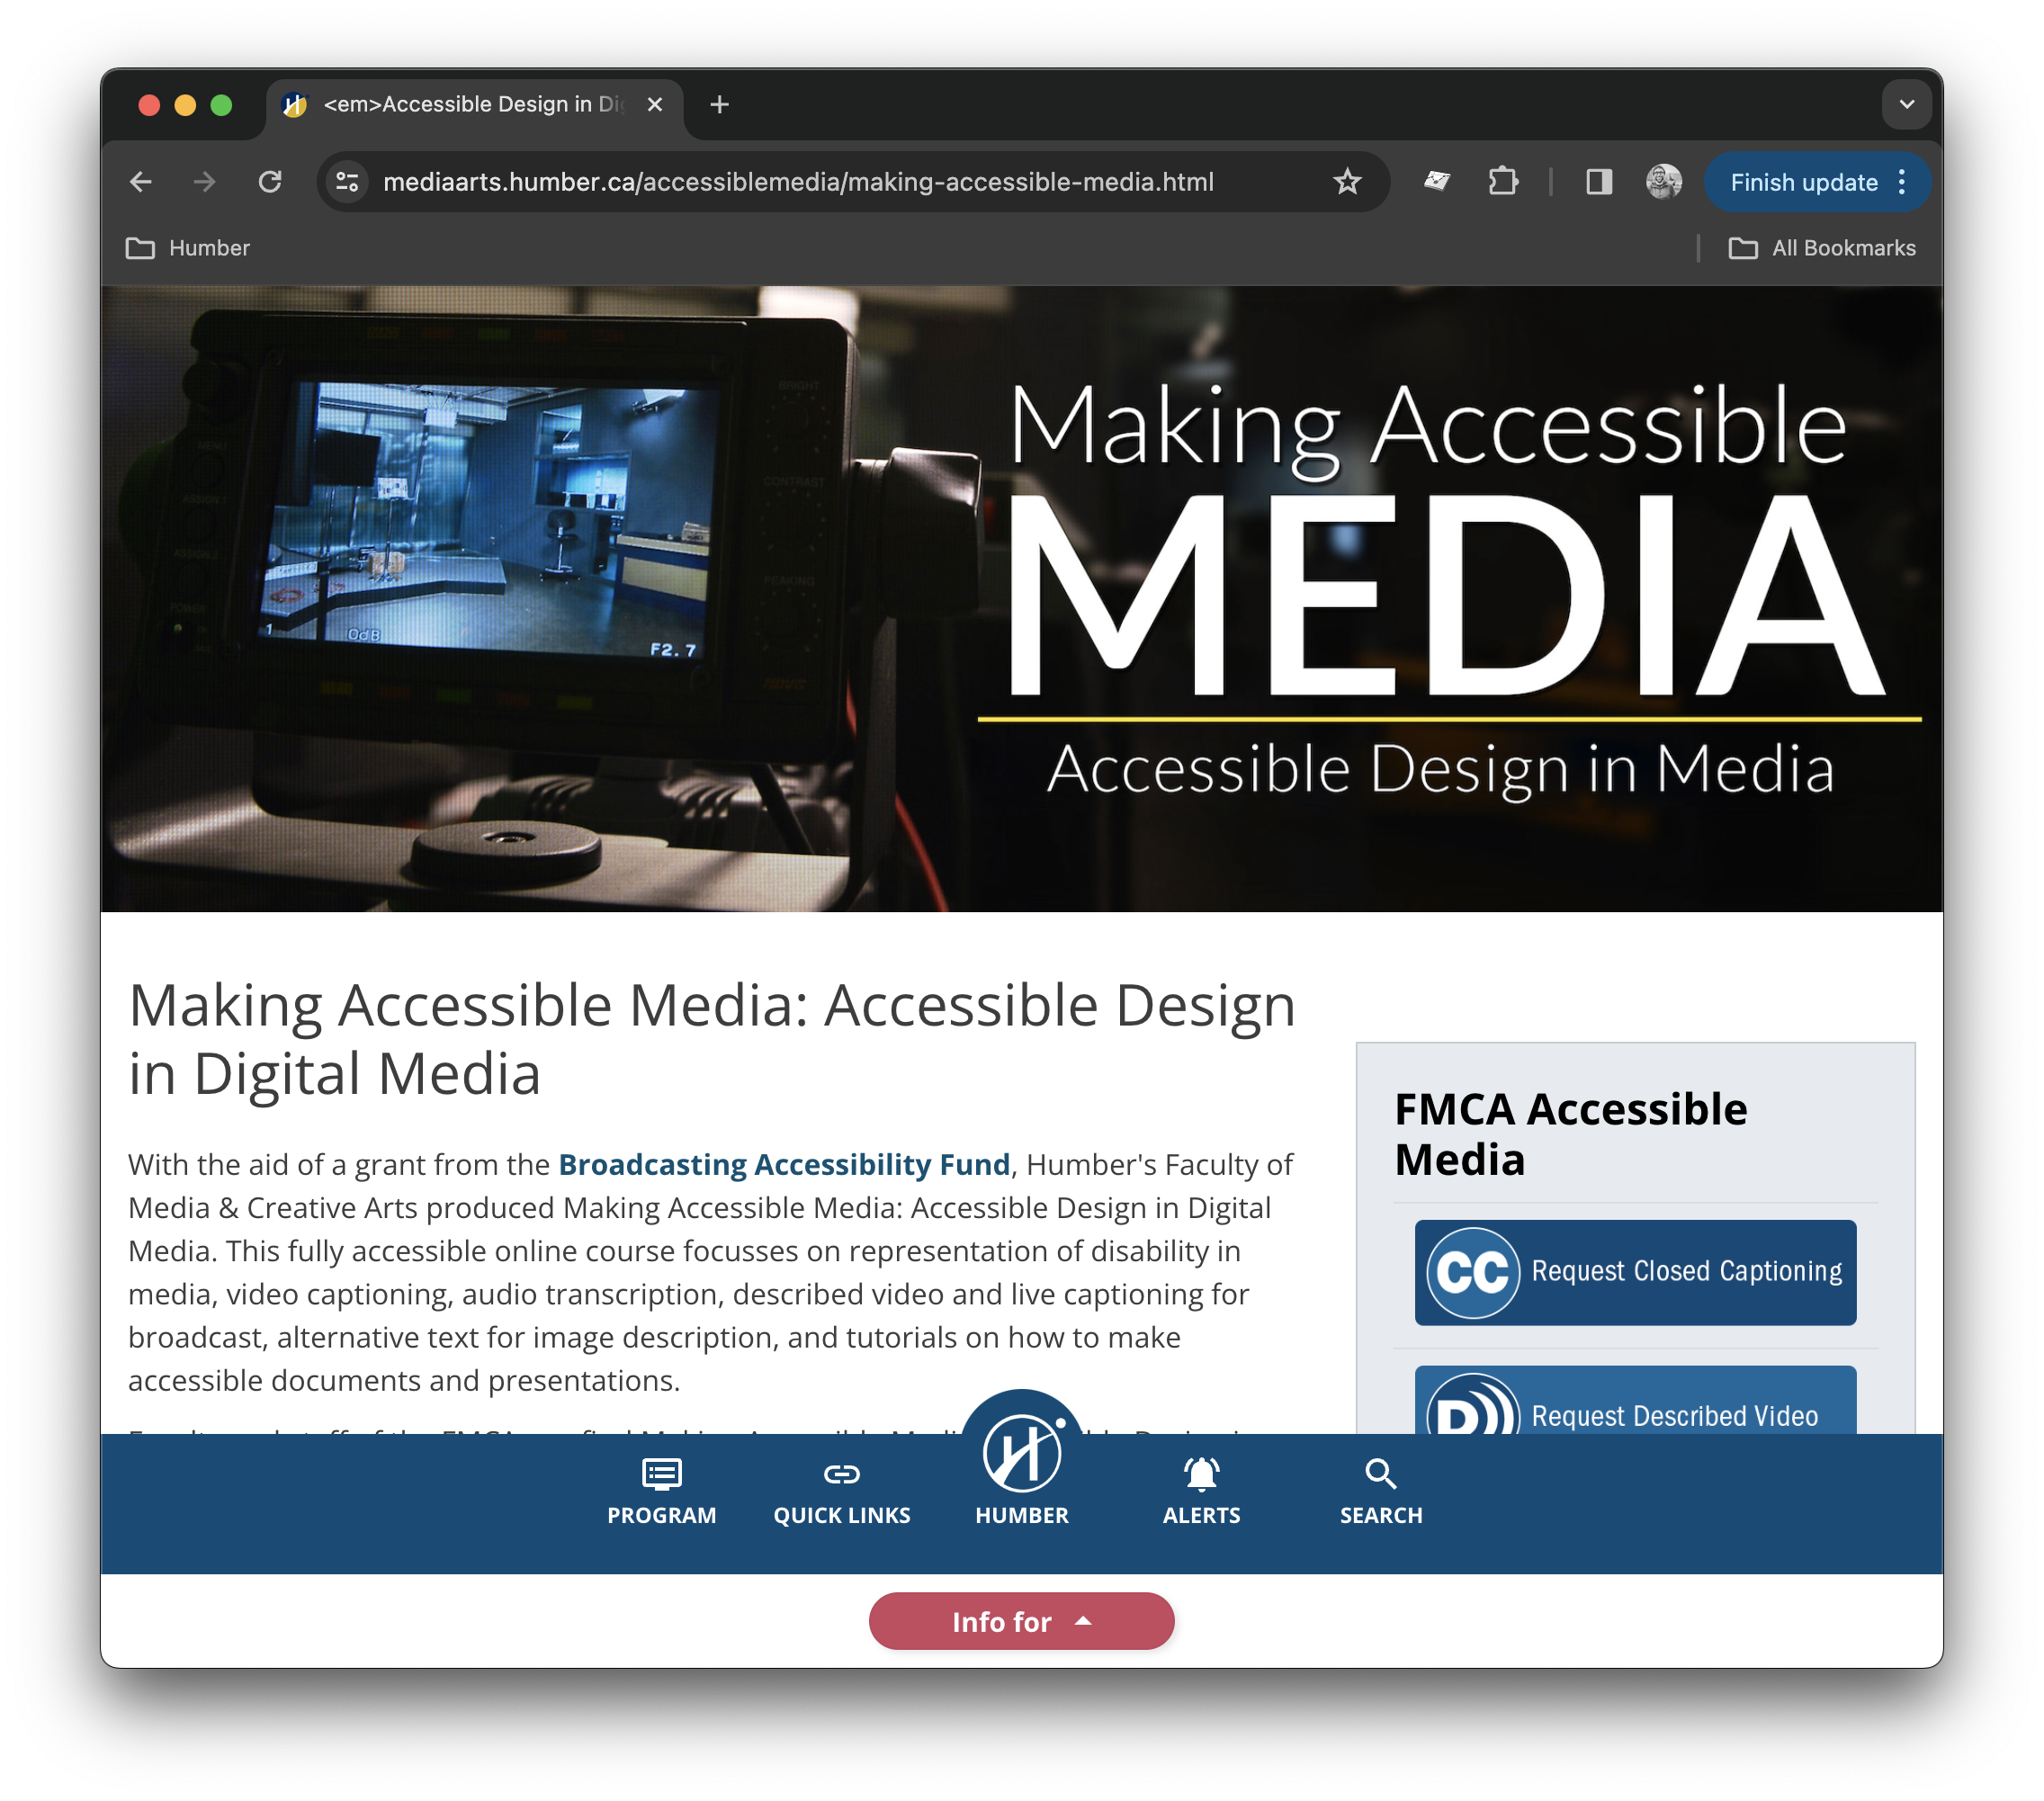 <em>Accessible Design in Di
mediaarts.humber.ca/accessiblemedia/making-accessible-media.html
Finish update
Humber
All Bookmarks
BRIGHT
MENU
CONTRAST
PEAKING
POWER
1
0dB
F2.7
Making Accessible
MEDIA
Accessible Design in Media
Making Accessible Media: Accessible Design
in Digital Media
With the aid of a grant from the Broadcasting Accessibility Fund, Humber's Faculty of
Media & Creative Arts produced Making Accessible Media: Accessible Design in Digital
Media. This fully accessible online course focusses on representation of disability in
media, video captioning, audio transcription, described video and live captioning for
broadcast, alternative text for image description, and tutorials on how to make
accessible documents and presentations.
FMCA Accessible
Media
CC Request Closed Captioning
D Request Described Video
PROGRAM
QUICK LINKS
HUMBER
ALERTS
SEARCH
Info for